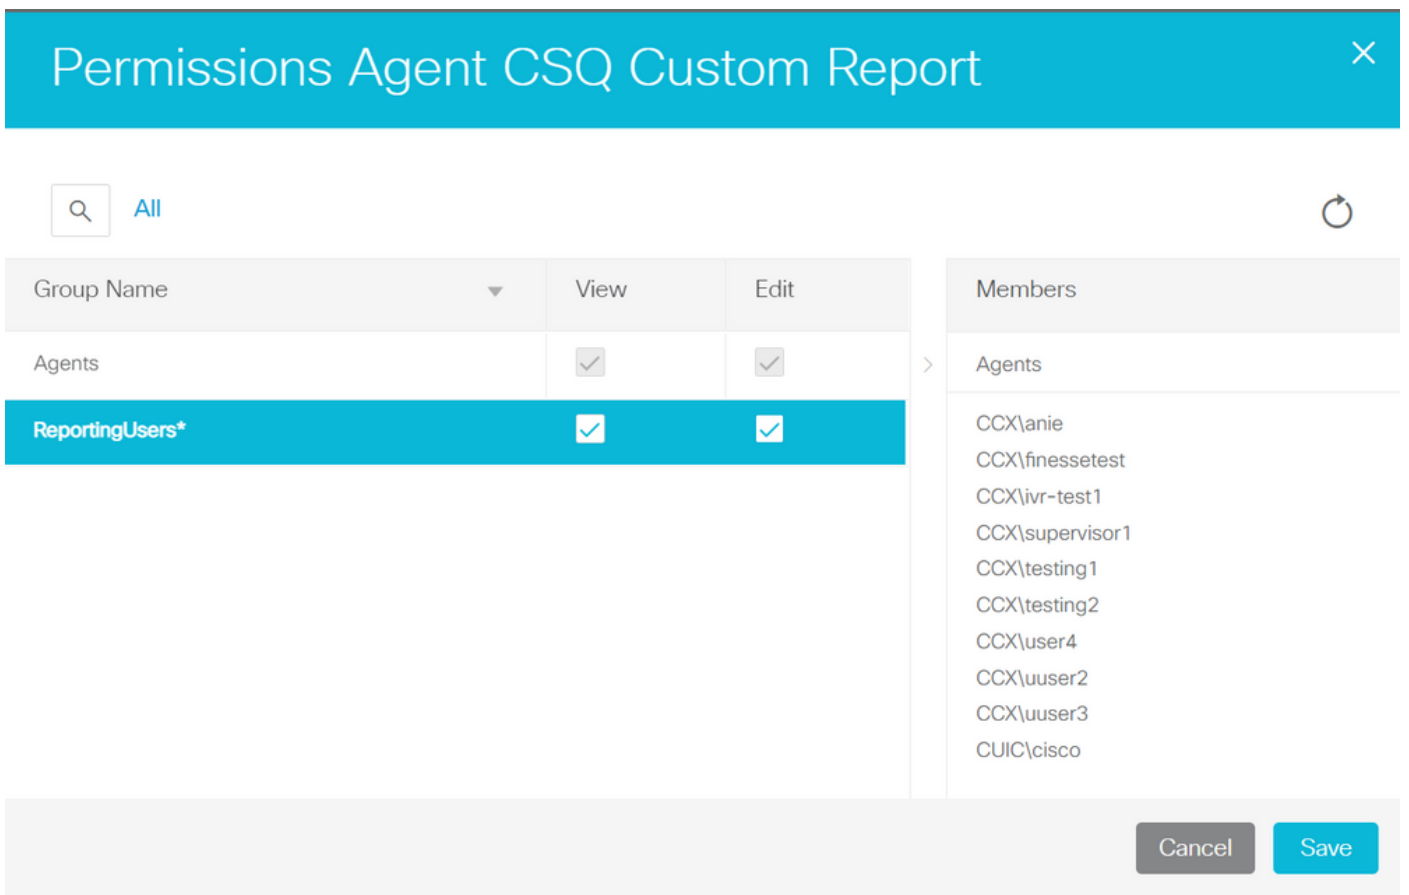 Permissions Agent CSQ Custom Report
All
Group Name View Edit
Agents
ReportingUsers*
Members
Agents
CCX\anie
CCX\finessetest
CCX\ivr-test1
CCX\supervisor1
CCX\testing1
CCX\testing2
CCX\user4
CCX\uuser2
CCX\uuser3
CUIC\cisco
Cancel Save